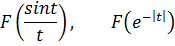 F(sint/t),    F(e^{-|t|})